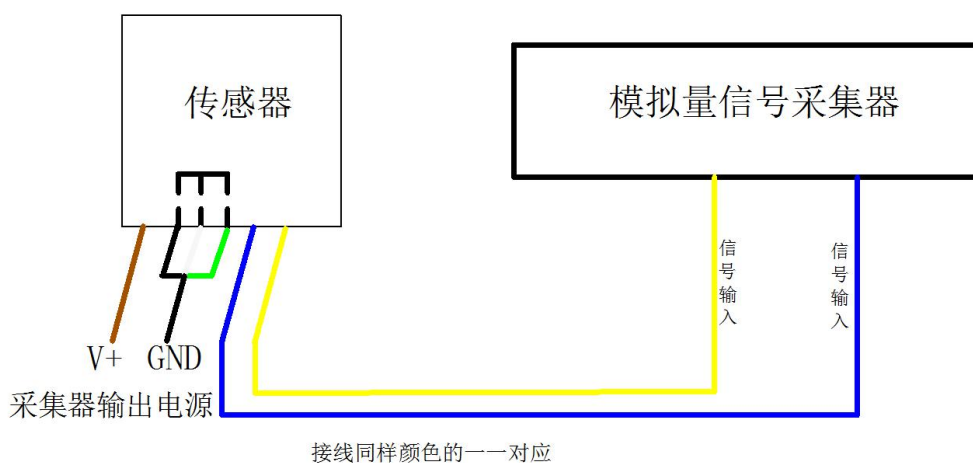 传感器
模拟量信号采集器
信号输入
信号输入
V+ GND
采集器输出电源
接线同样颜色的一一对应